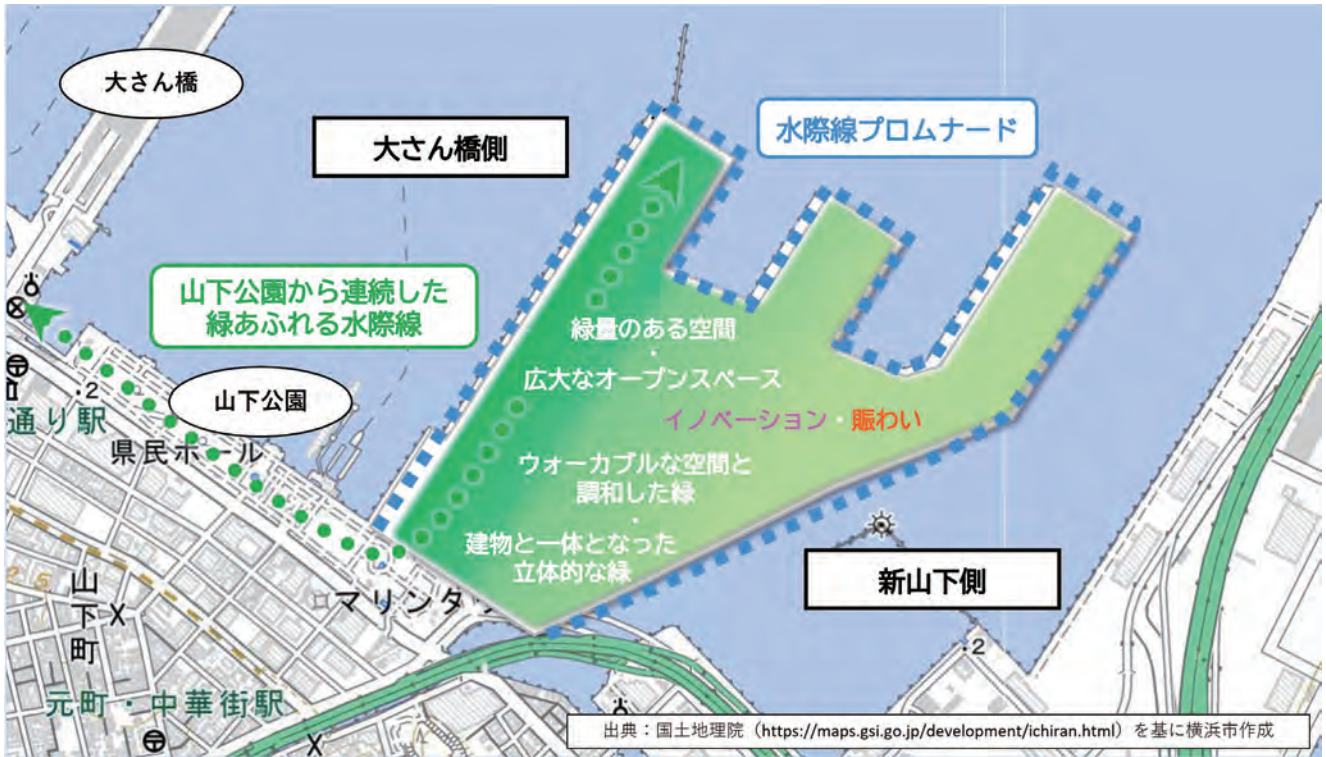 大さん橋
大さん橋側
水際線プロムナード
山下公園から連続した
緑あふれる水際線
山下公園
緑量のある空間
・
広大なオープンスペース
イノベーション・賑わい
ウォーカブルな空間と
調和した緑
・
建物と一体となった
立体的な緑
新山下側
通り駅
県民ホール
マリンタ
山下町
元町・中華街駅
2
2
出典：国土地理院（https://maps.gsi.go.jp/development/ichiran.html）を基に横浜市作成